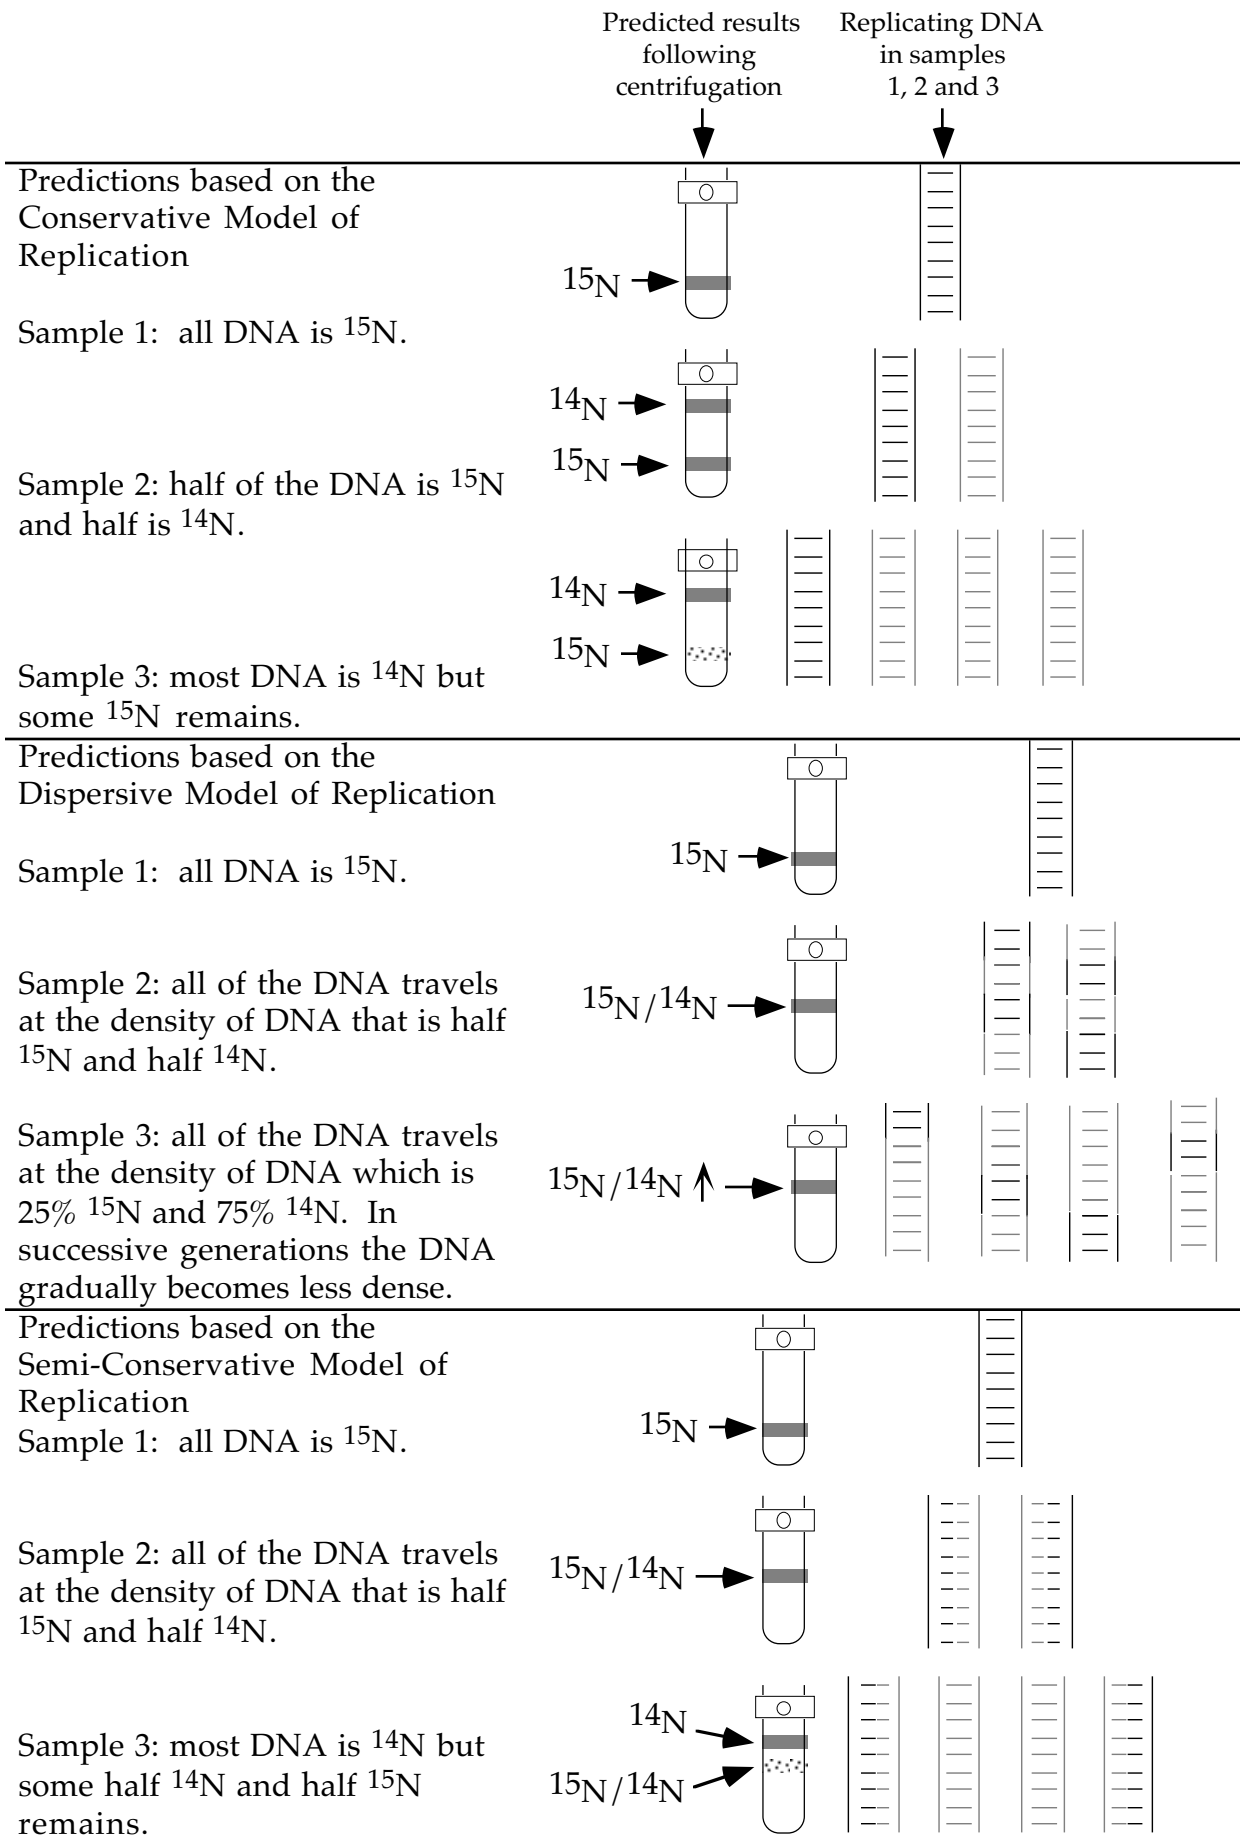 Predicted results
following
centrifugation
Replicating DNA
in samples
1, 2 and 3
Predictions based on the
Conservative Model of
Replication
15N
Sample 1: all DNA is 15N.
14N
15N
Sample 2: half of the DNA is 15N
and half is 14N.
14N
15N
Sample 3: most DNA is 14N but
some 15N remains.
Predictions based on the
Dispersive Model of Replication
15N
Sample 1: all DNA is 15N.
Sample 2: all of the DNA travels
at the density of DNA that is half
15N and half 14N.
15N/14N
Sample 3: all of the DNA travels
at the density of DNA which is
25% 15N and 75% 14N. In
successive generations the DNA
gradually becomes less dense.
15N/14N
Predictions based on the
Semi-Conservative Model of
Replication
Sample 1: all DNA is 15N.
15N
Sample 2: all of the DNA travels
at the density of DNA that is half
15N and half 14N.
15N/14N
14N
15N/14N
Sample 3: most DNA is 14N but
some half 14N and half 15N
remains.